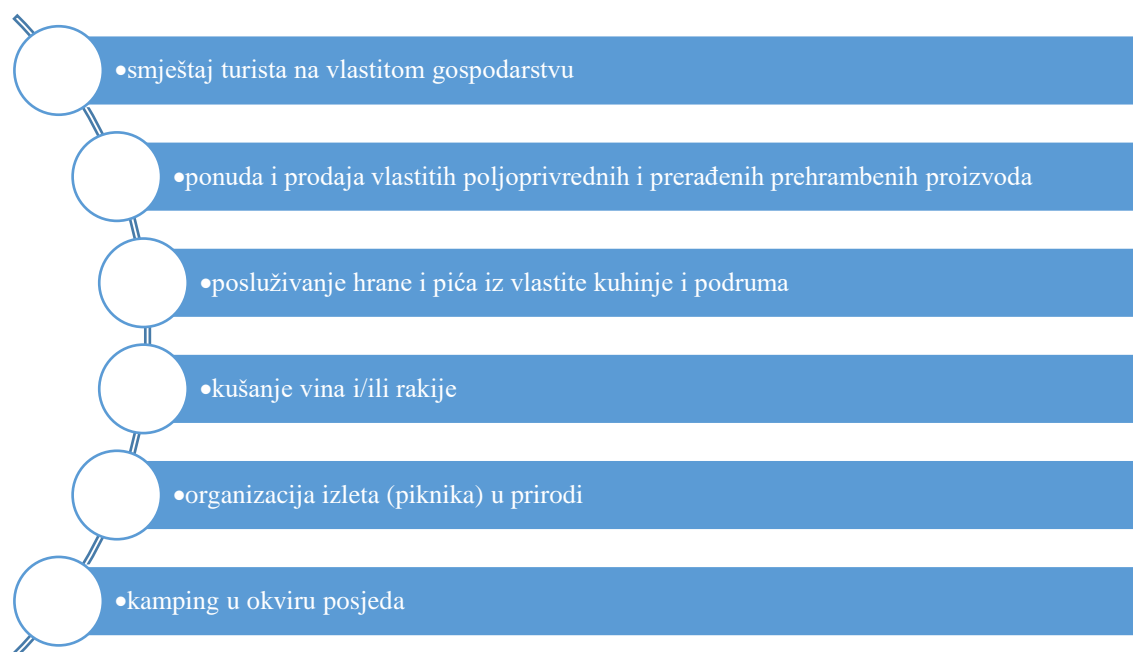 •smještaj turista na vlastitom gospodarstvu
•ponuda i prodaja vlastitih poljoprivrednih i prerađenih prehrambenih proizvoda
•posluživanje hrane i pića iz vlastite kuhinje i podruma
•kušanje vina i/ili rakije
•organizacija izleta (piknika) u prirodi
•kamping u okviru posjeda